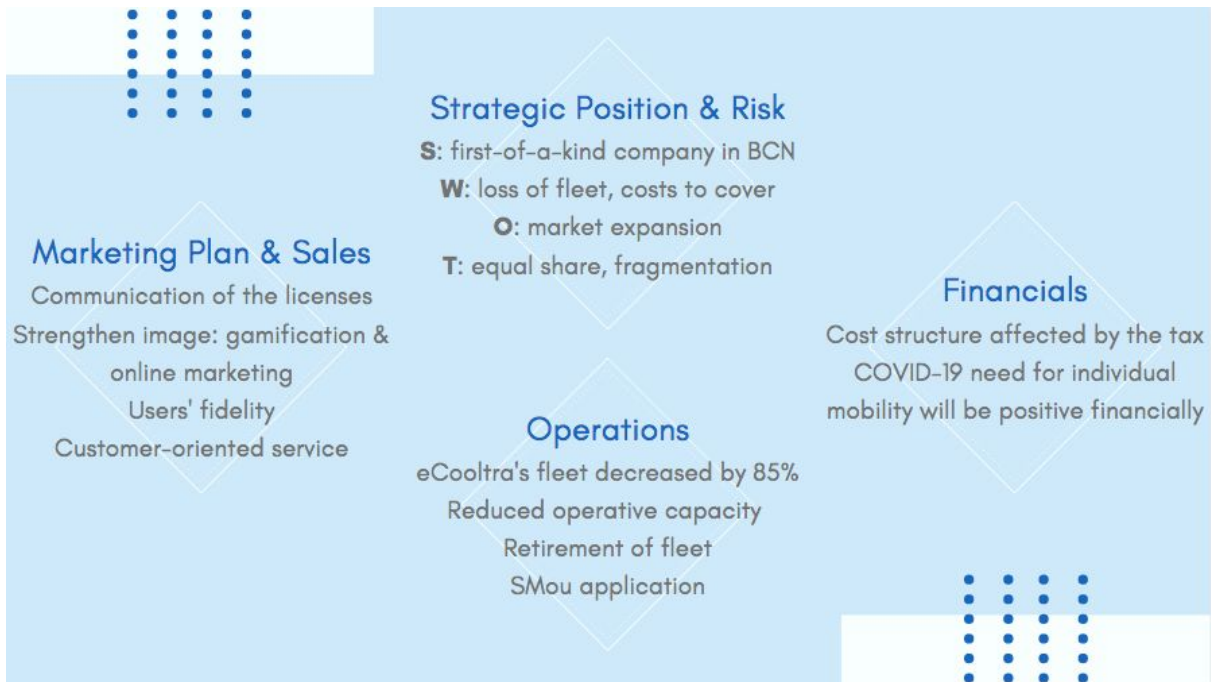 Strategic Position & Risk
S: first-of-a-kind company in BCN
W: loss of fleet, costs to cover
O: market expansion
T: equal share, fragmentation
Marketing Plan & Sales
Communication of the licenses
Strengthen image: gamification &
online marketing
Users' fidelity
Customer-oriented service
Financials
Cost structure affected by the tax
COVID-19 need for individual
mobility will be positive financially
Operations
eCooltra's fleet decreased by 85%
Reduced operative capacity
Retirement of fleet
SMou application